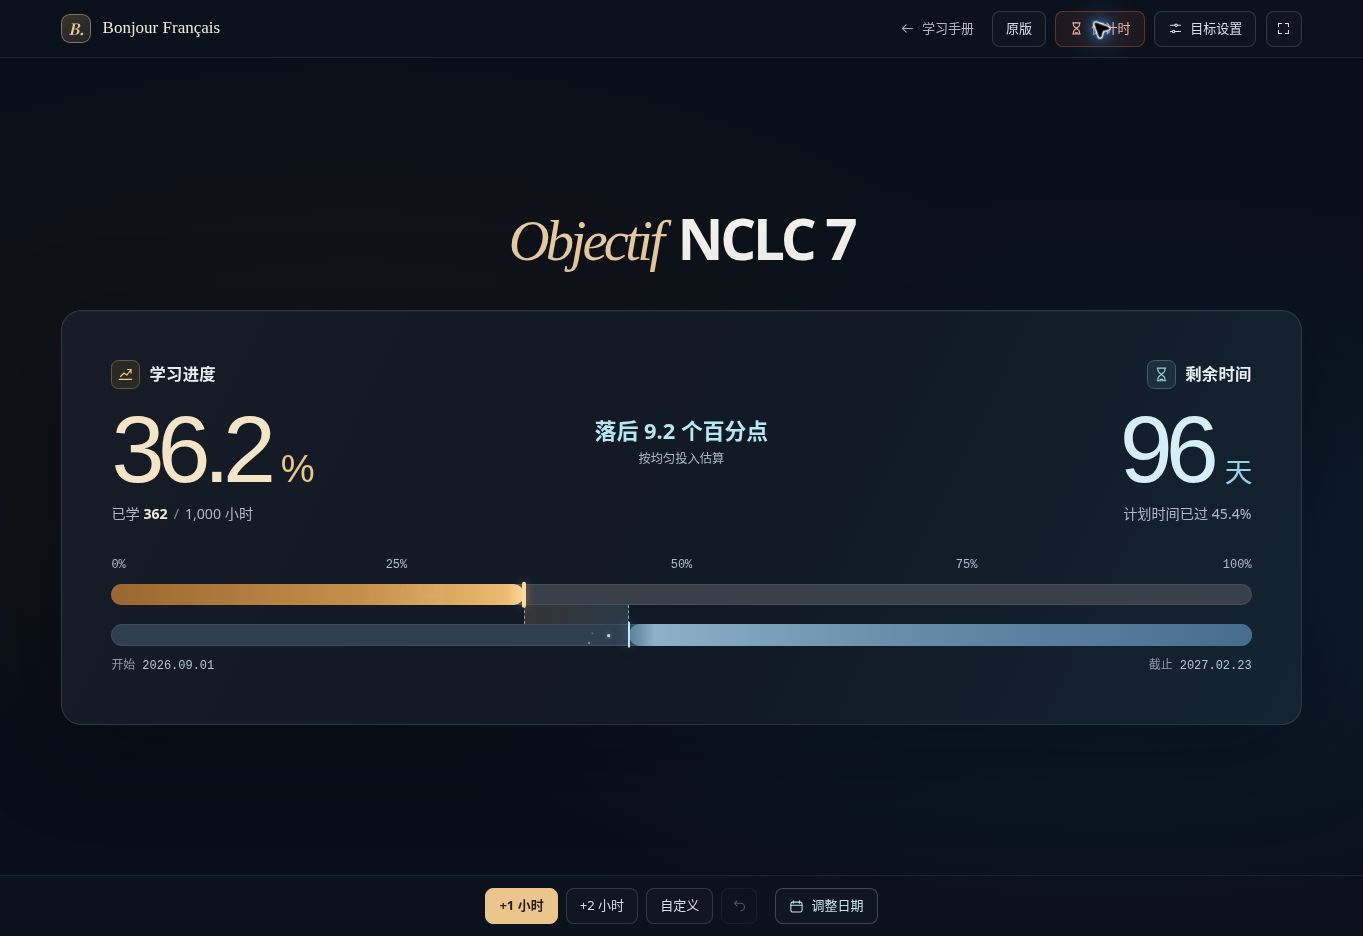 B. Bonjour Français
学习手册
原版
计时
目标设置
Objectif NCLC 7
学习进度
剩余时间
36.2 %
落后 9.2 个百分点
按均匀投入估算
96 天
已学 362 / 1,000 小时
计划时间已过 45.4%
0% 25% 50% 75% 100%
开始 2026.09.01
截止 2027.02.23
+1 小时
+2 小时
自定义
调整日期